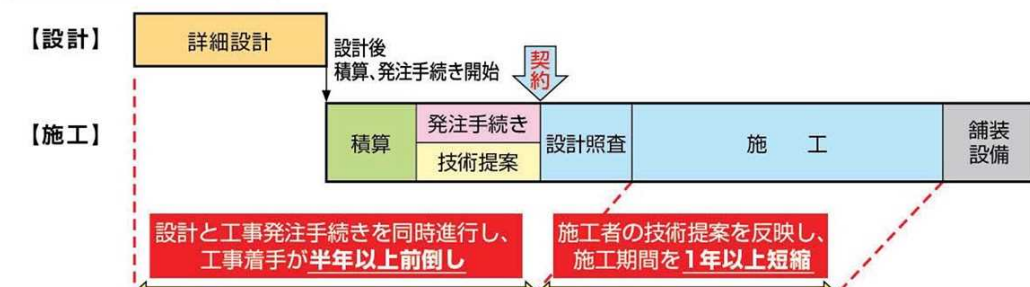 【設計】
詳細設計
設計後
積算、発注手続き開始
契約
【施工】
積算
発注手続き
技術提案
設計照査
施　工
舗装
設備
設計と工事発注手続きを同時進行し、
工事着手が半年以上前倒し
施工者の技術提案を反映し、
施工期間を1年以上短縮